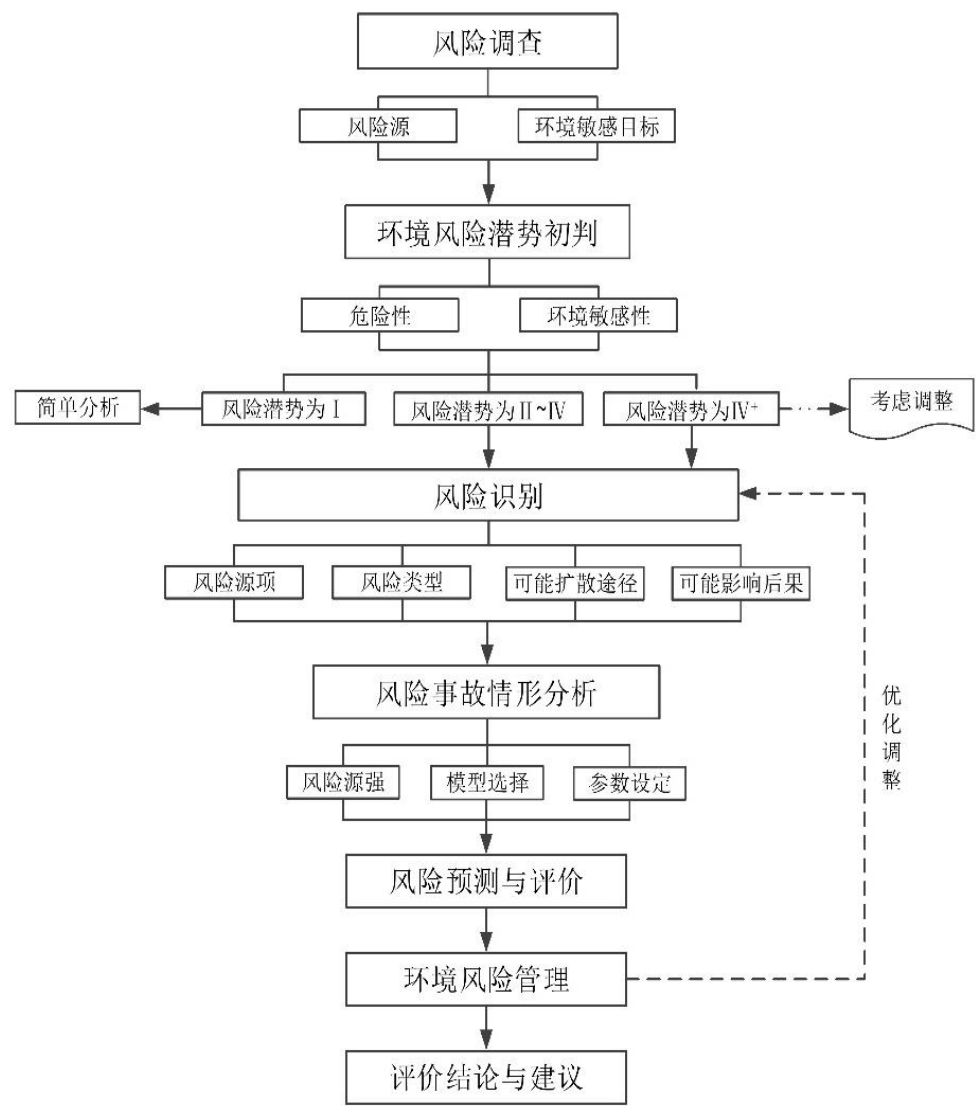 风险调查
风险源
环境敏感目标
环境风险潜势初判
危险性
环境敏感性
简单分析
风险潜势为Ⅰ
风险潜势为Ⅱ~Ⅳ
风险潜势为Ⅳ+
考虑调整
风险识别
风险源项
风险类型
可能扩散途径
可能影响后果
风险事故情形分析
优化调整
风险源强
模型选择
参数设定
风险预测与评价
环境风险管理
评价结论与建议